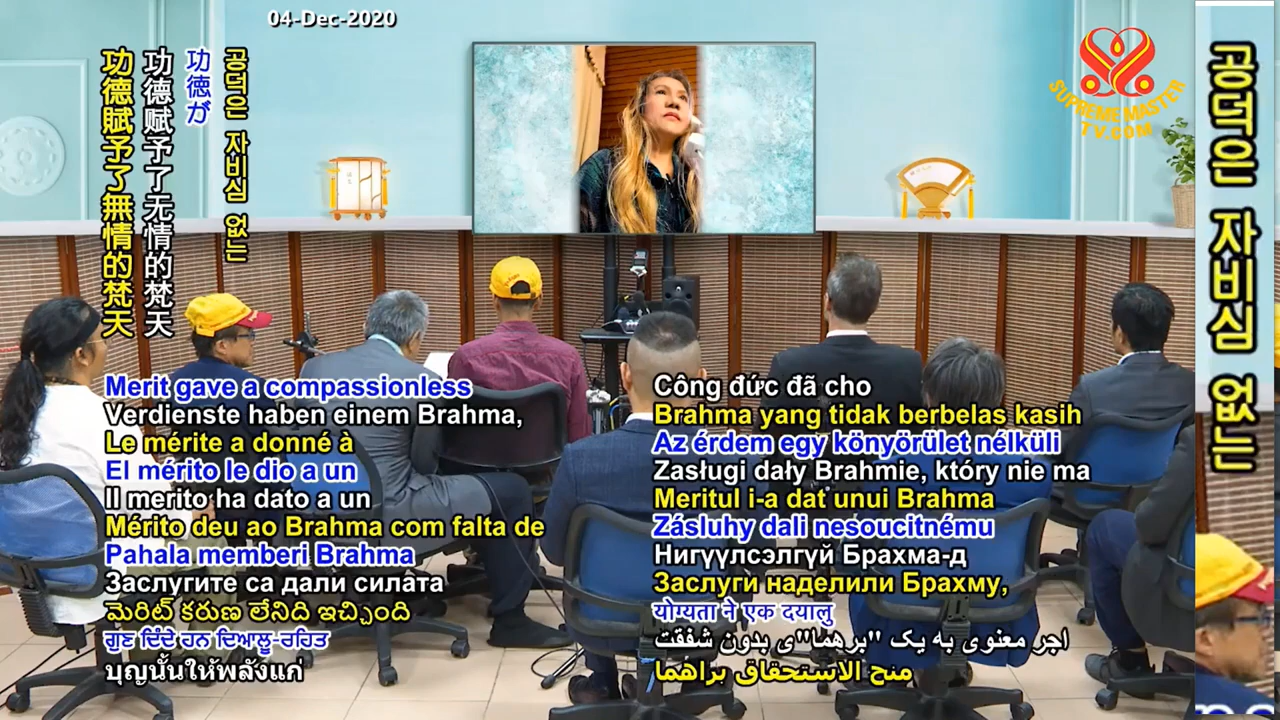 04-Dec-2020
공덕은 자비심 없는
功徳が
功德赋予了无情的梵天
功德賦予了無情的梵天
SUPREME MASTER
TV.COM
공덕은 자비심 없는
Merit gave a compassionless
Verdienste haben einem Brahma,
Le mérite a donné à
El mérito le dio a un
Il merito ha dato a un
Mérito deu ao Brahma com falta de
Pahala memberi Brahma
Заслугите са дали силата
మెరిట్ కరుణ లేనిది ఇచ్చింది
ਗੁਣ ਦਿੰਦੇ ਹਨ ਦਿਆਲੂ-ਰਹਿਤ
บุญนั้นให้พลังแก่
Công đức đã cho
Brahma yang tidak berbelas kasih
Az érdem egy könyörület nélküli
Zasługi dały Brahmie, który nie ma
Meritul i-a dat unui Brahma
Zásluhy dali nesoucitnému
Нигүүлсэлгүй Брахма-д
Заслуги наделили Брахму,
योग्यता ने एक दयालु
اجر معنوی به یک "برهما"ی بدون شفقت
منح الاستحقاق براهما